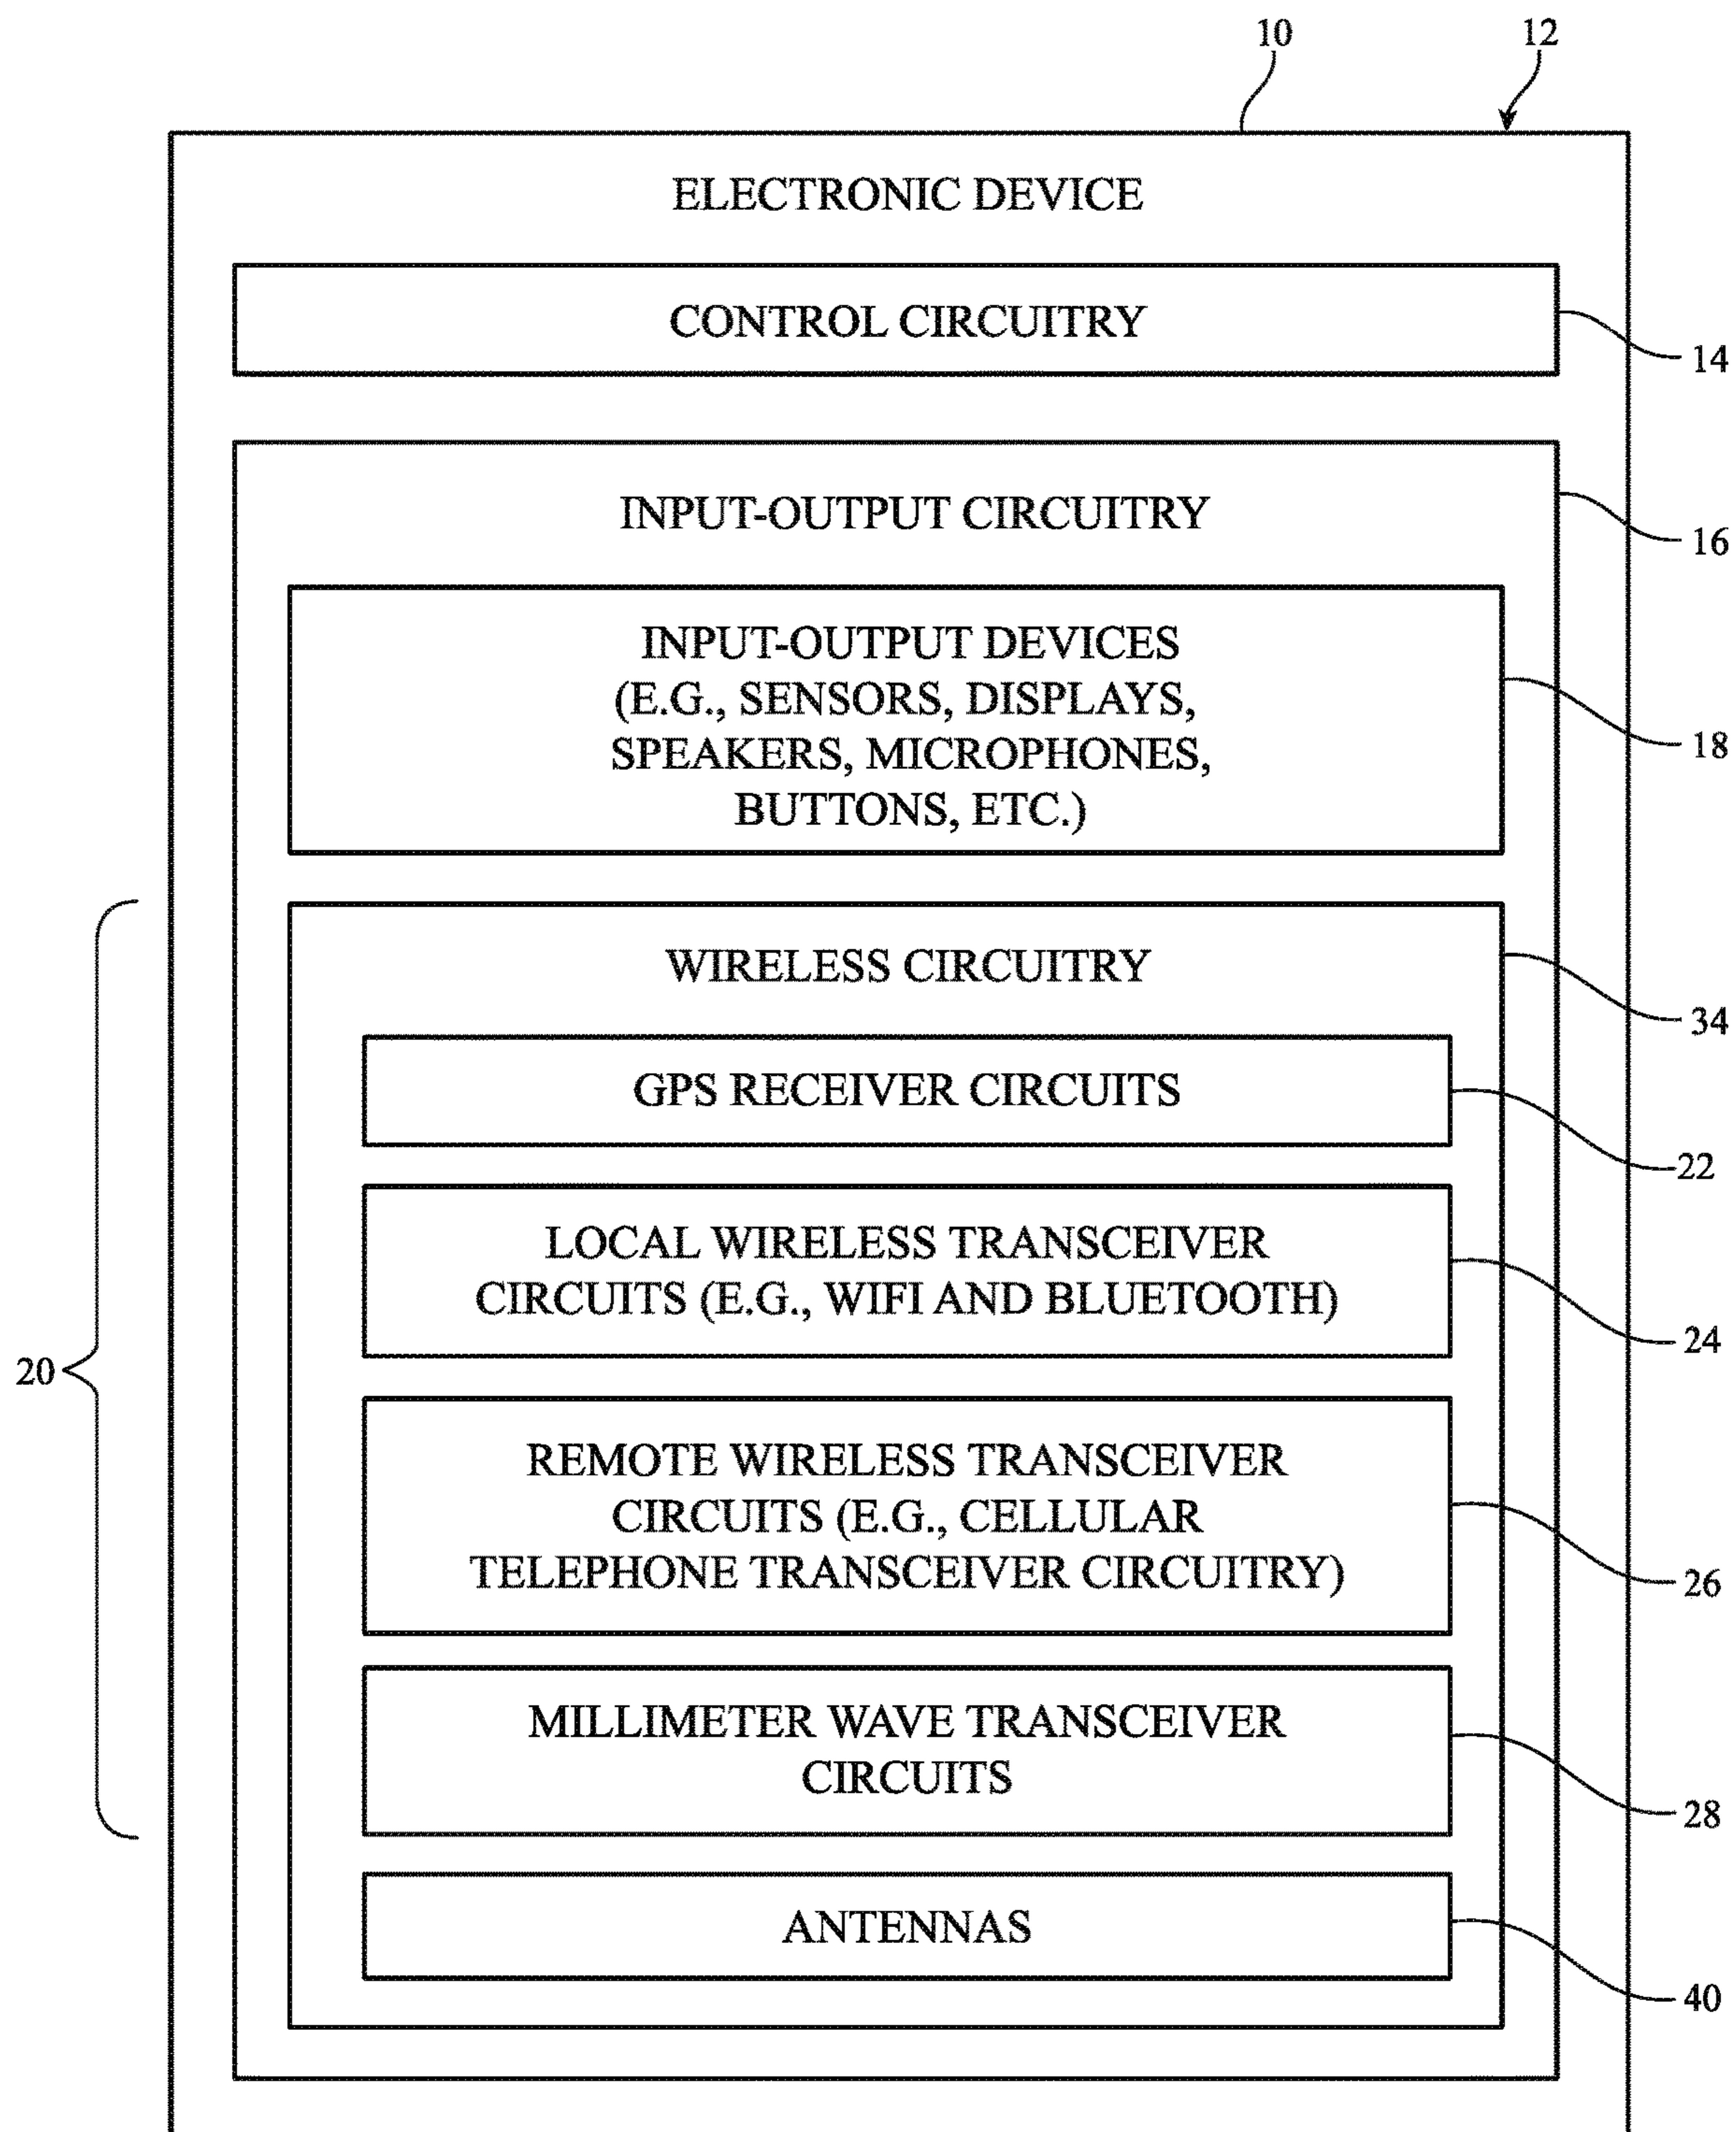 10
12
ELECTRONIC DEVICE
CONTROL CIRCUITRY
14
INPUT-OUTPUT CIRCUITRY
16
INPUT-OUTPUT DEVICES
(E.G., SENSORS, DISPLAYS,
SPEAKERS, MICROPHONES,
BUTTONS, ETC.)
18
WIRELESS CIRCUITRY
34
GPS RECEIVER CIRCUITS
22
LOCAL WIRELESS TRANSCEIVER
CIRCUITS (E.G., WIFI AND BLUETOOTH)
24
20
REMOTE WIRELESS TRANSCEIVER
CIRCUITS (E.G., CELLULAR
TELEPHONE TRANSCEIVER CIRCUITRY)
26
MILLIMETER WAVE TRANSCEIVER
CIRCUITS
28
ANTENNAS
40